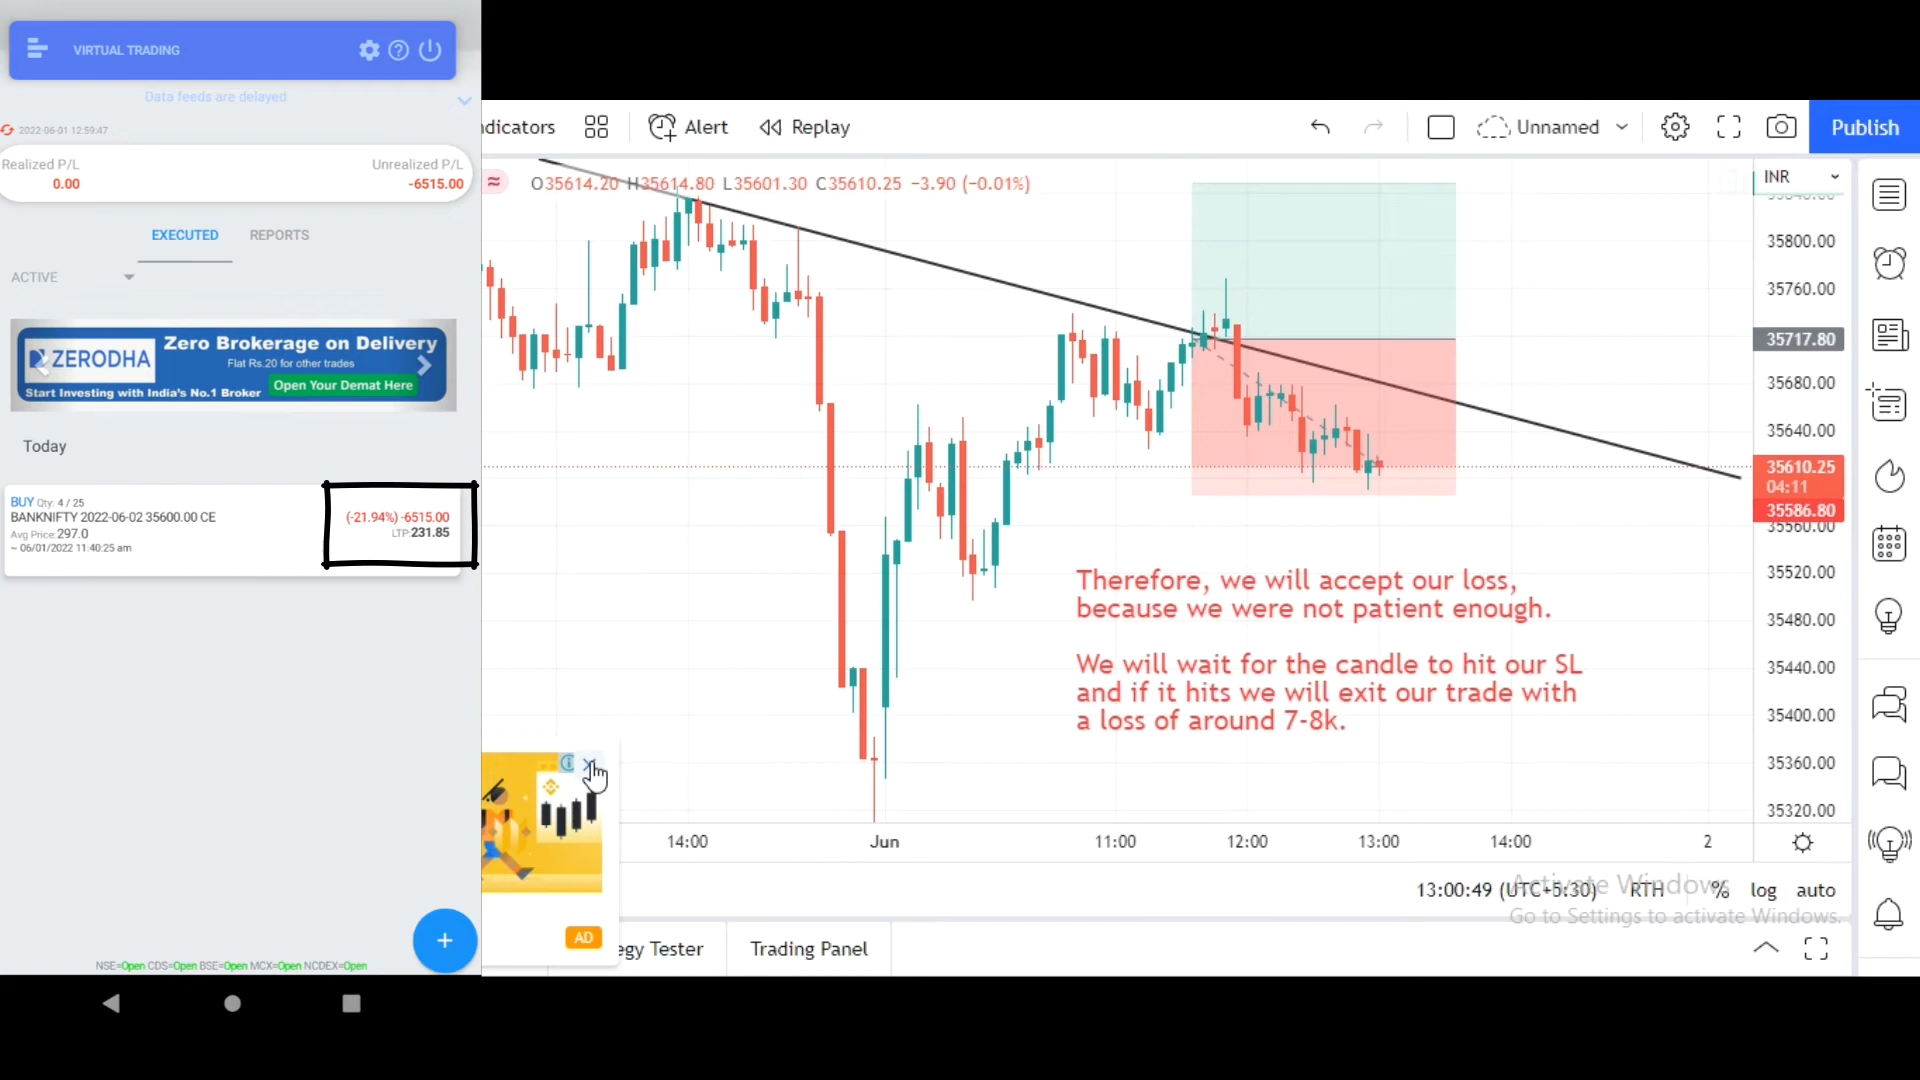 VIRTUAL TRADING
Data feeds are delayed
2022-06-01 12:59:47
Realized P/L
Unrealized P/L
0.00
-6515.00
EXECUTED
REPORTS
ACTIVE
ZERODHA
Zero Brokerage on Delivery
Flat Rs.20 for other trades
Open Your Demat Here
Start Investing with India's No.1 Broker
Today
BUY Qty: 4 / 25
BANKNIFTY 2022-06-02 35600.00 CE
Avg Price:297.0
~ 06/01/2022 11:40:25 am
(-21.94%) -6515.00
LTP:231.85
+
NSE=Open CDS=Open BSE=Open MCX=Open NCDEX=Open
dicators
Alert
Replay
Unnamed
Publish
O35614.20 H35614.80 L35601.30 C35610.25 −3.90 (−0.01%)
INR
35800.00
35760.00
35717.80
35680.00
35640.00
35610.25
04:11
35586.80
35560.00
35520.00
35480.00
35440.00
35400.00
35360.00
35320.00
Therefore, we will accept our loss,
because we were not patient enough.
We will wait for the candle to hit our SL
and if it hits we will exit our trade with
a loss of around 7-8k.
14:00
Jun
11:00
12:00
13:00
14:00
2
13:00:49 (UTC+5:30)
RTH
%
log
auto
Activate Windows
Go to Settings to activate Windows.
AD
egy Tester
Trading Panel